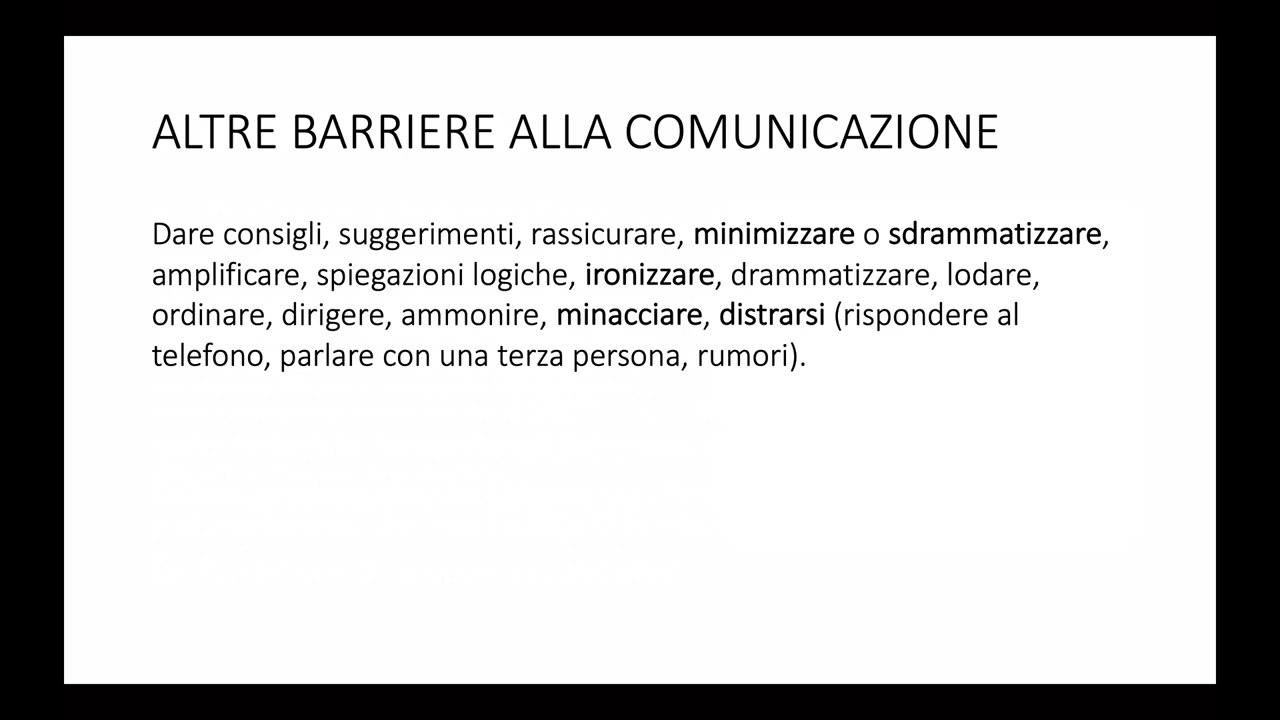 ALTRE BARRIERE ALLA COMUNICAZIONE
Dare consigli, suggerimenti, rassicurare, minimizzare o sdrammatizzare,
amplificare, spiegazioni logiche, ironizzare, drammatizzare, lodare,
ordinare, dirigere, ammonire, minacciare, distrarsi (rispondere al
telefono, parlare con una terza persona, rumori).